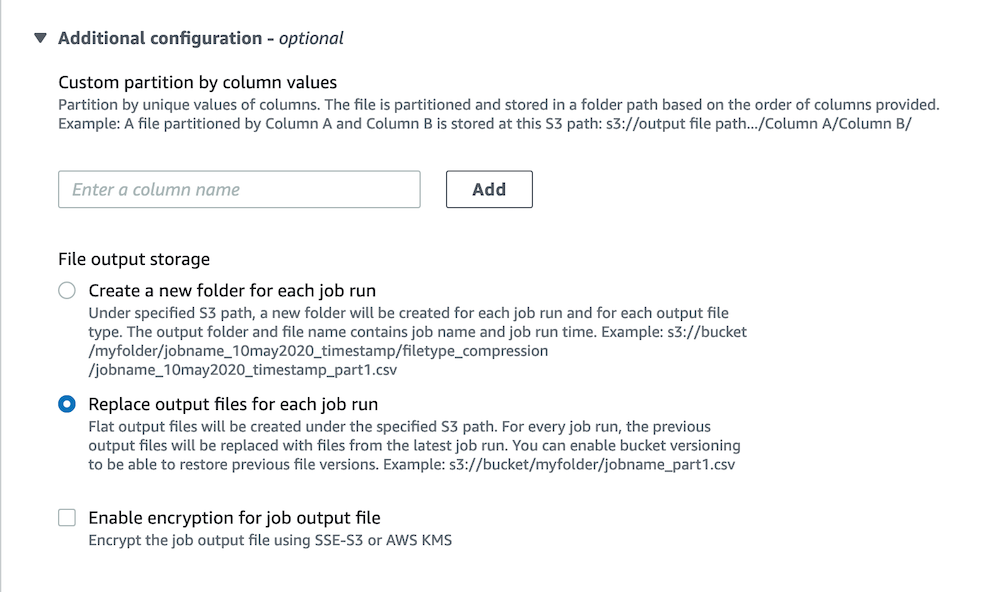 Additional configuration - optional
Custom partition by column values
Partition by unique values of columns. The file is partitioned and stored in a folder path based on the order of columns provided.
Example: A file partitioned by Column A and Column B is stored at this S3 path: s3://output file path.../Column A/Column B/
Enter a column name
Add
File output storage
Create a new folder for each job run
Under specified S3 path, a new folder will be created for each job run and for each output file
type. The output folder and file name contains job name and job run time. Example: s3://bucket
/myfolder/jobname_10may2020_timestamp/filetype_compression
/jobname_10may2020_timestamp_part1.csv
Replace output files for each job run
Flat output files will be created under the specified S3 path. For every job run, the previous
output files will be replaced with files from the latest job run. You can enable bucket versioning
to be able to restore previous file versions. Example: s3://bucket/myfolder/jobname_part1.csv
Enable encryption for job output file
Encrypt the job output file using SSE-S3 or AWS KMS